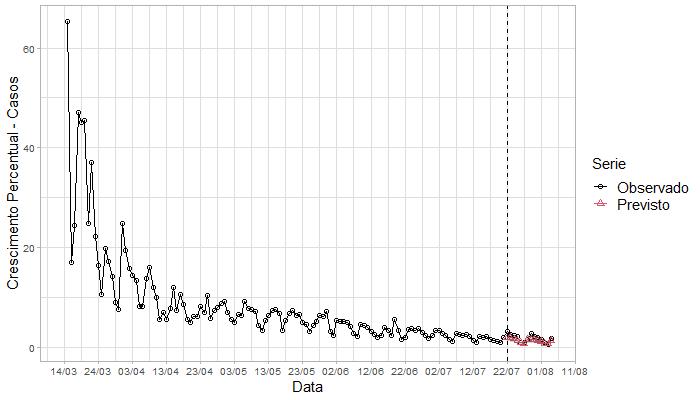 Crescimento Percentual - Casos
60
40
20
0
14/03 24/03 03/04 13/04 23/04 03/05 13/05 23/05 02/06 12/06 22/06 02/07 12/07 22/07 01/08 11/08
Data
Serie
Observado
Previsto